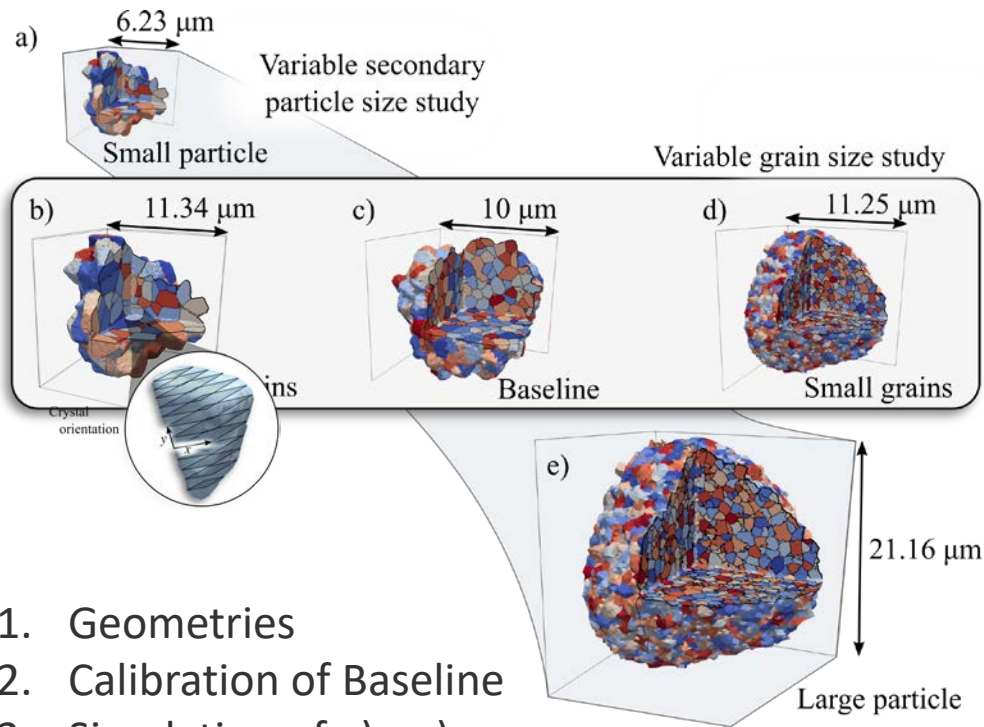 a)
6.23 μm
Variable secondary
particle size study
Small particle
Variable grain size study
b)
11.34 μm
c)
10 μm
d)
11.25 μm
Baseline
Small grains
Crystal
orientation
y
x
e)
21.16 μm
Large particle
1. Geometries
2. Calibration of Baseline